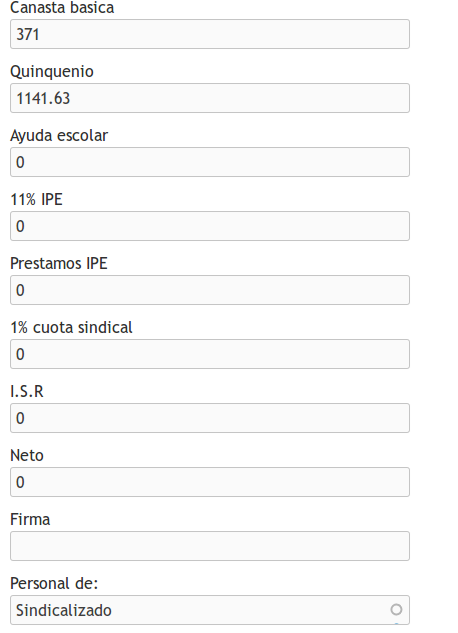 Canasta basica
371
Quinquenio
1141.63
Ayuda escolar
0
11% IPE
0
Prestamos IPE
0
1% cuota sindical
0
I.S.R
0
Neto
0
Firma
Personal de:
Sindicalizado